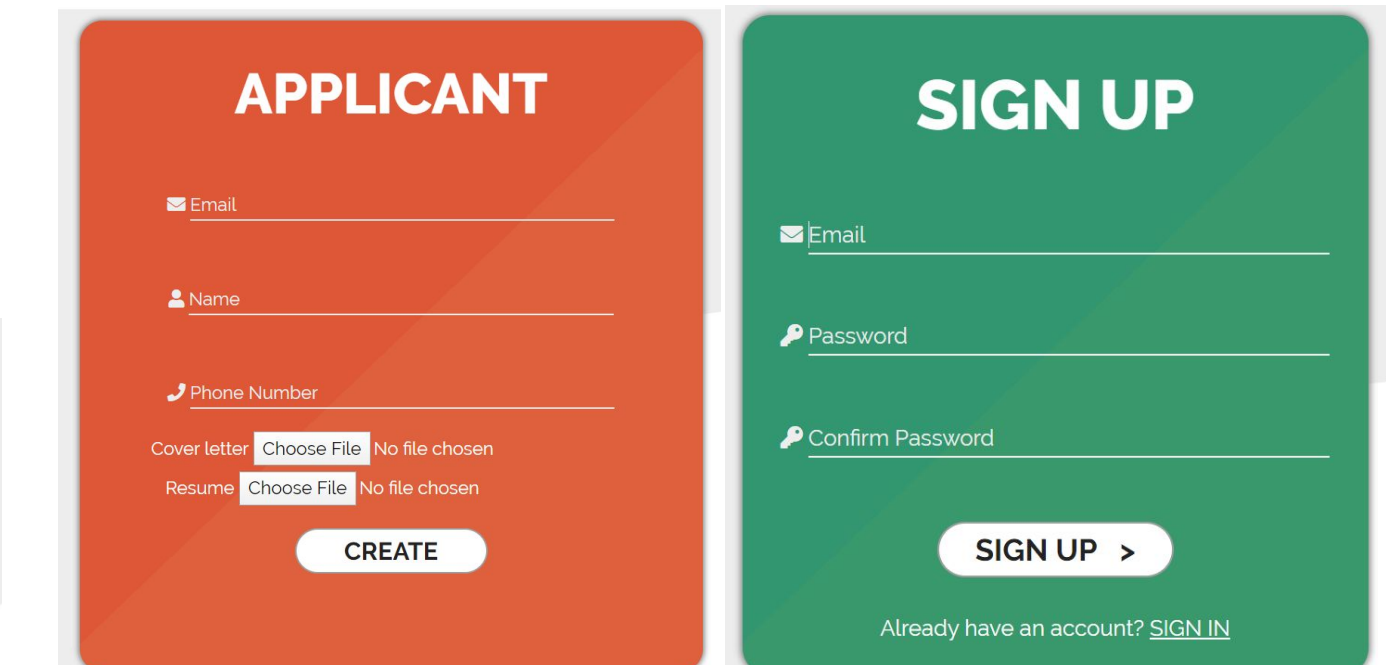 APPLICANT
Email
Name
Phone Number
Cover letter Choose File No file chosen
Resume Choose File No file chosen
CREATE
SIGN UP
Email
Password
Confirm Password
SIGN UP >
Already have an account? SIGN IN